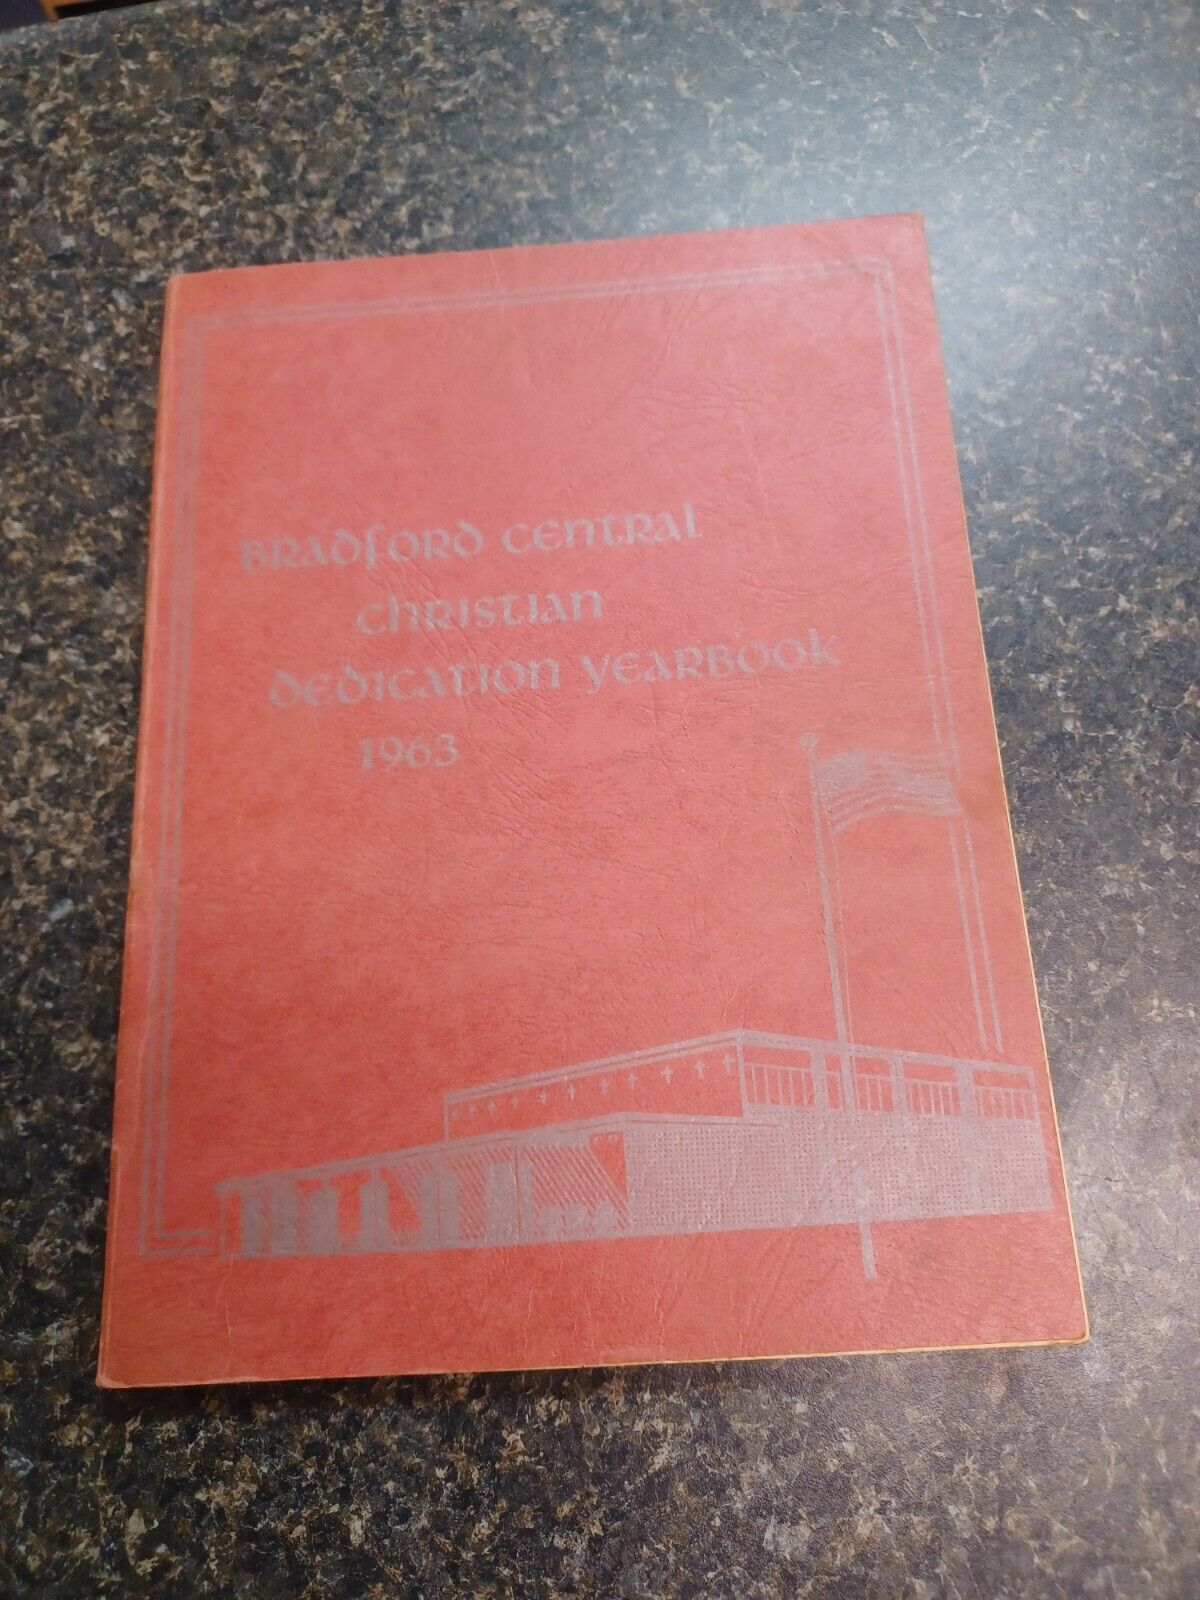 Bradford Central
Christian
Dedication Yearbook
1963